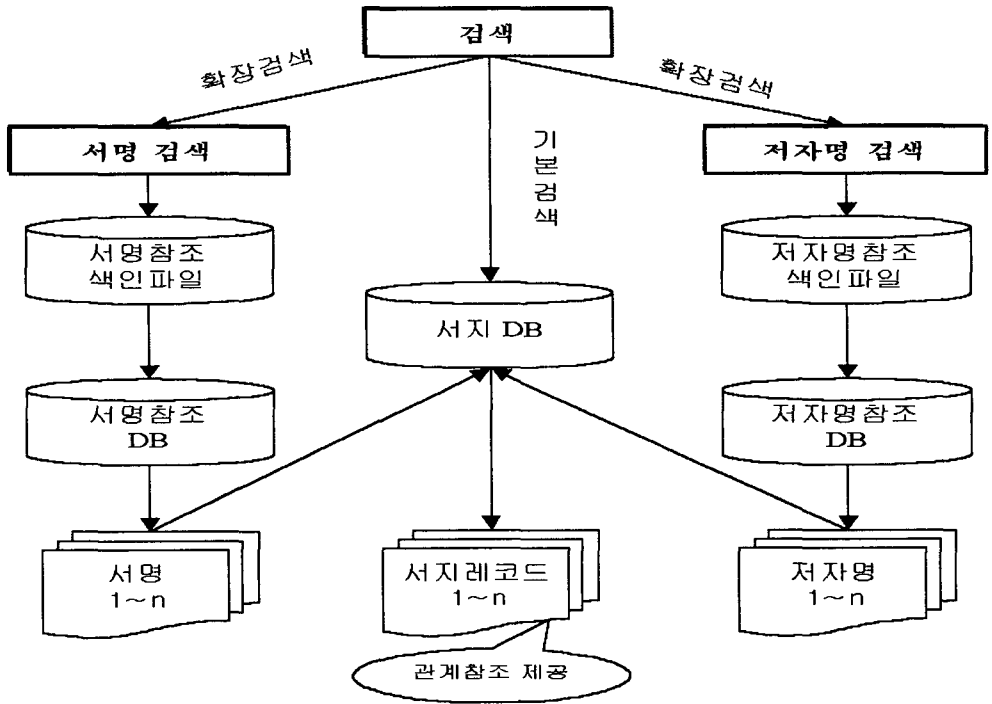 검색
확장검색
확장검색
서명 검색
기본검색
저자명 검색
서명참조
색인파일
저자명참조
색인파일
서지 DB
서명참조
DB
저자명참조
DB
서명
1~n
서지레코드
1~n
저자명
1~n
관계참조 제공